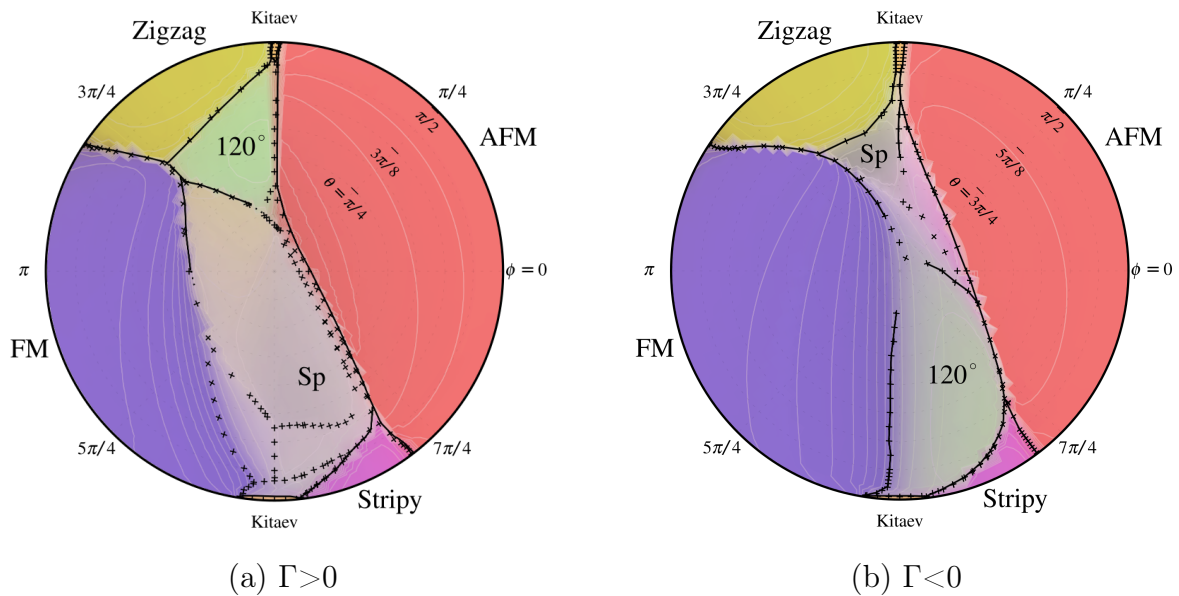 Kitaev
Zigzag
3π/4
π/4
π/2
AFM
120°
3π/8
θ = π/4
π
ϕ = 0
FM
Sp
5π/4
7π/4
Stripy
Kitaev
(a) Γ>0
Kitaev
Zigzag
3π/4
π/4
π/2
AFM
Sp
5π/8
θ = 3π/4
π
ϕ = 0
FM
120°
5π/4
7π/4
Stripy
Kitaev
(b) Γ<0